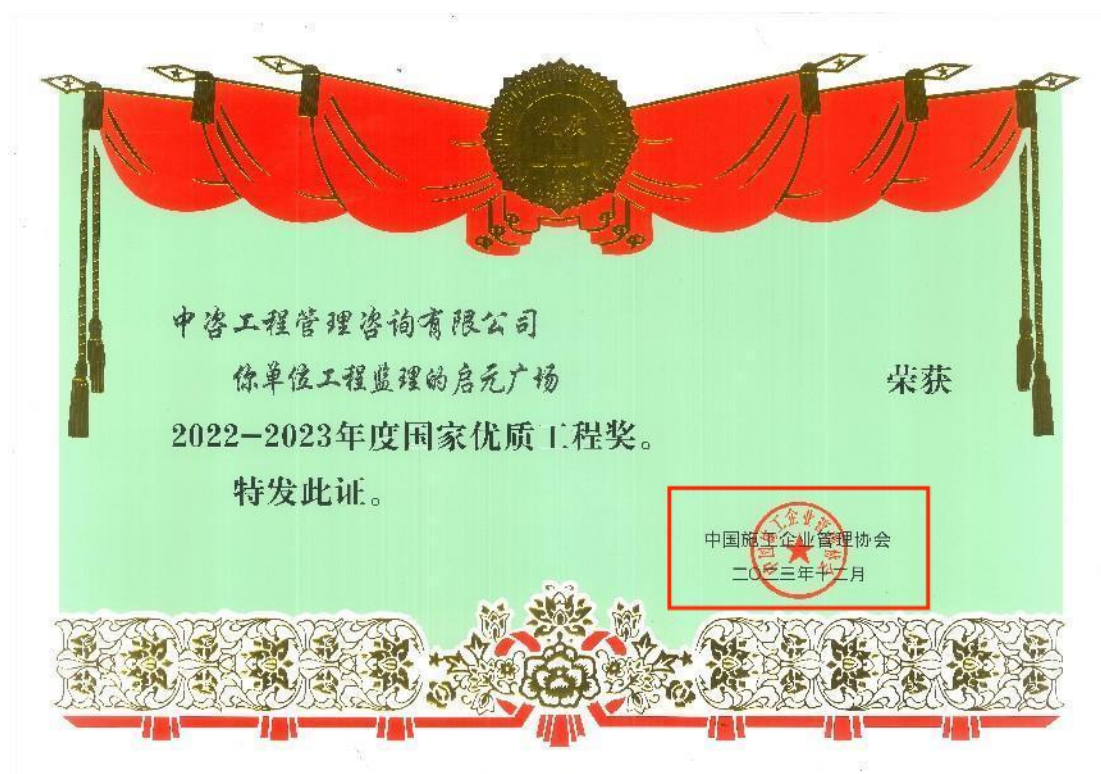 中咨工程管理咨询有限公司
你单位工程监理的启元广场 荣获
2022-2023年度国家优质工程奖。
特发此证。
中国施工企业管理协会
二〇二三年十二月